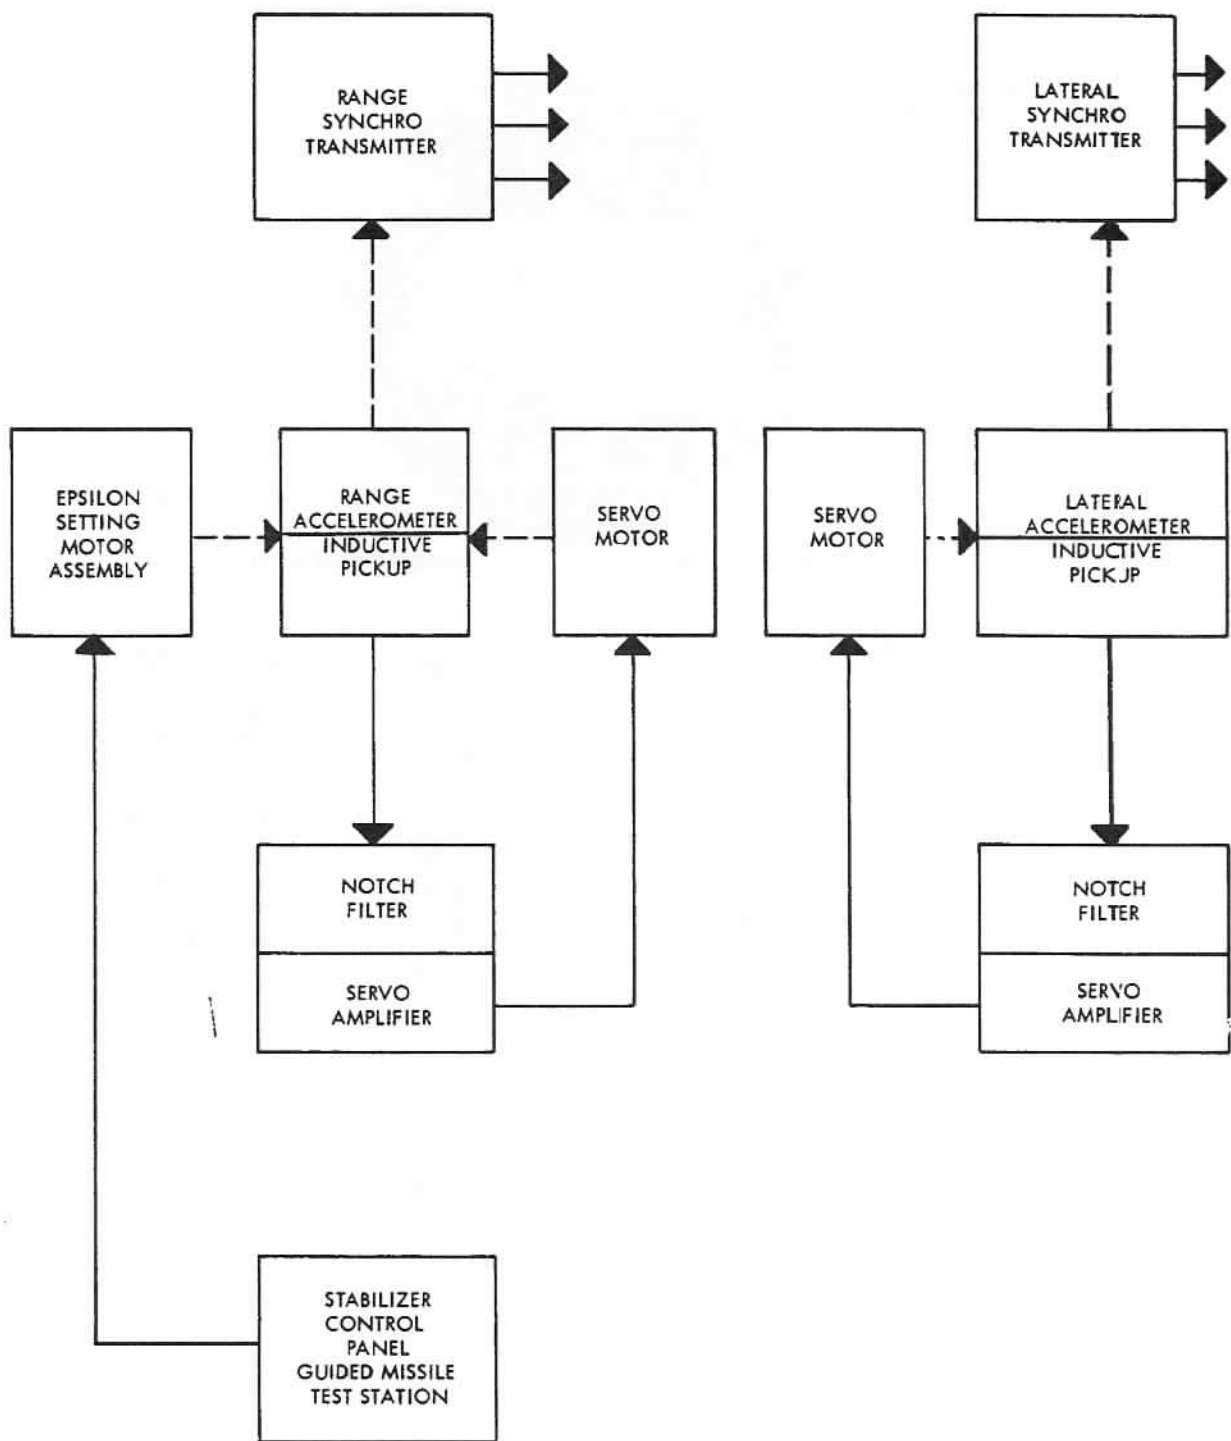 RANGE
SYNCHRO
TRANSMITTER
LATERAL
SYNCHRO
TRANSMITTER
EPSILON
SETTING
MOTOR
ASSEMBLY
RANGE
ACCELEROMETER
INDUCTIVE
PICKUP
SERVO
MOTOR
SERVO
MOTOR
LATERAL
ACCELEROMETER
INDUCTIVE
PICKUP
NOTCH
FILTER
SERVO
AMPLIFIER
NOTCH
FILTER
SERVO
AMPLIFIER
STABILIZER
CONTROL
PANEL
GUIDED MISSILE
TEST STATION